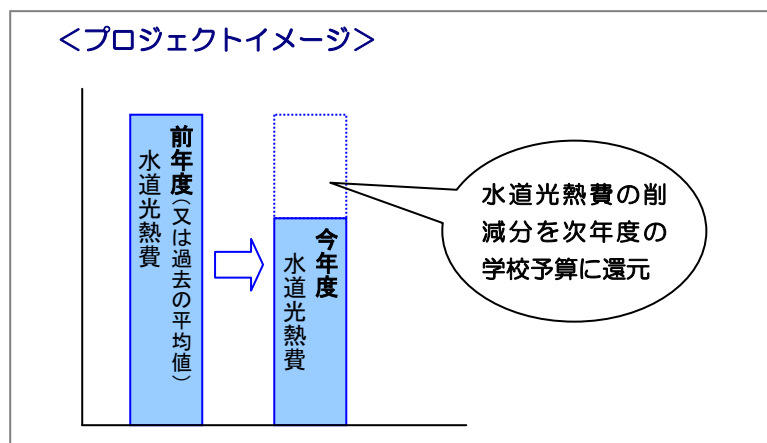 ＜プロジェクトイメージ＞
前年度（又は過去の平均値）
水道光熱費
今年度
水道光熱費
水道光熱費の削
減分を次年度の
学校予算に還元